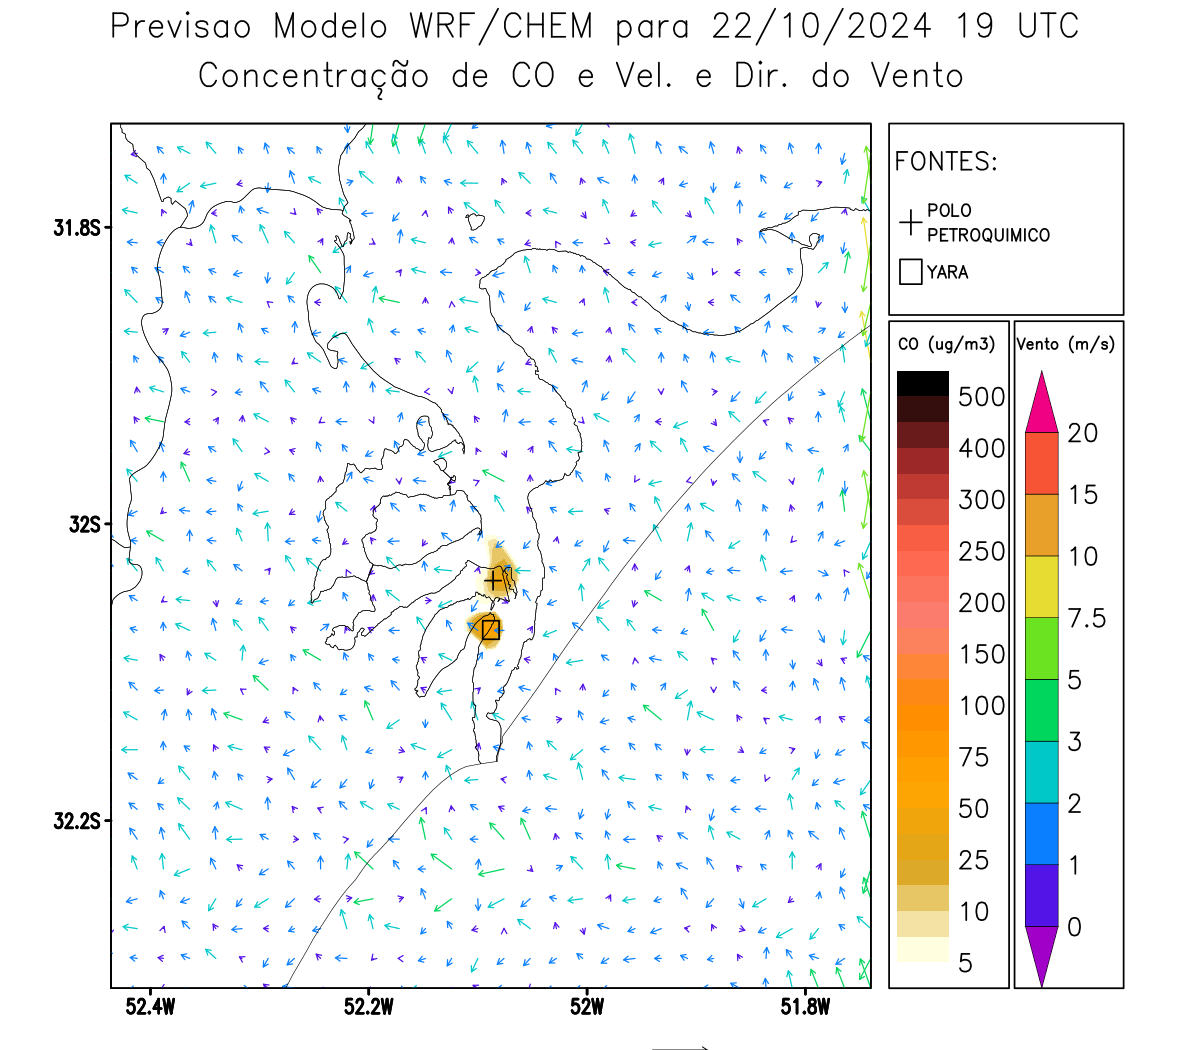 Previsao Modelo WRF/CHEM para 22/10/2024 19 UTC
Concentração de CO e Vel. e Dir. do Vento
FONTES:
POLO
PETROQUIMICO
YARA
CO (ug/m3)
500
400
300
250
200
150
100
75
50
25
10
5
Vento (m/s)
20
15
10
7.5
5
3
2
1
0
31.8S
32S
32.2S
52.4W
52.2W
52W
51.8W